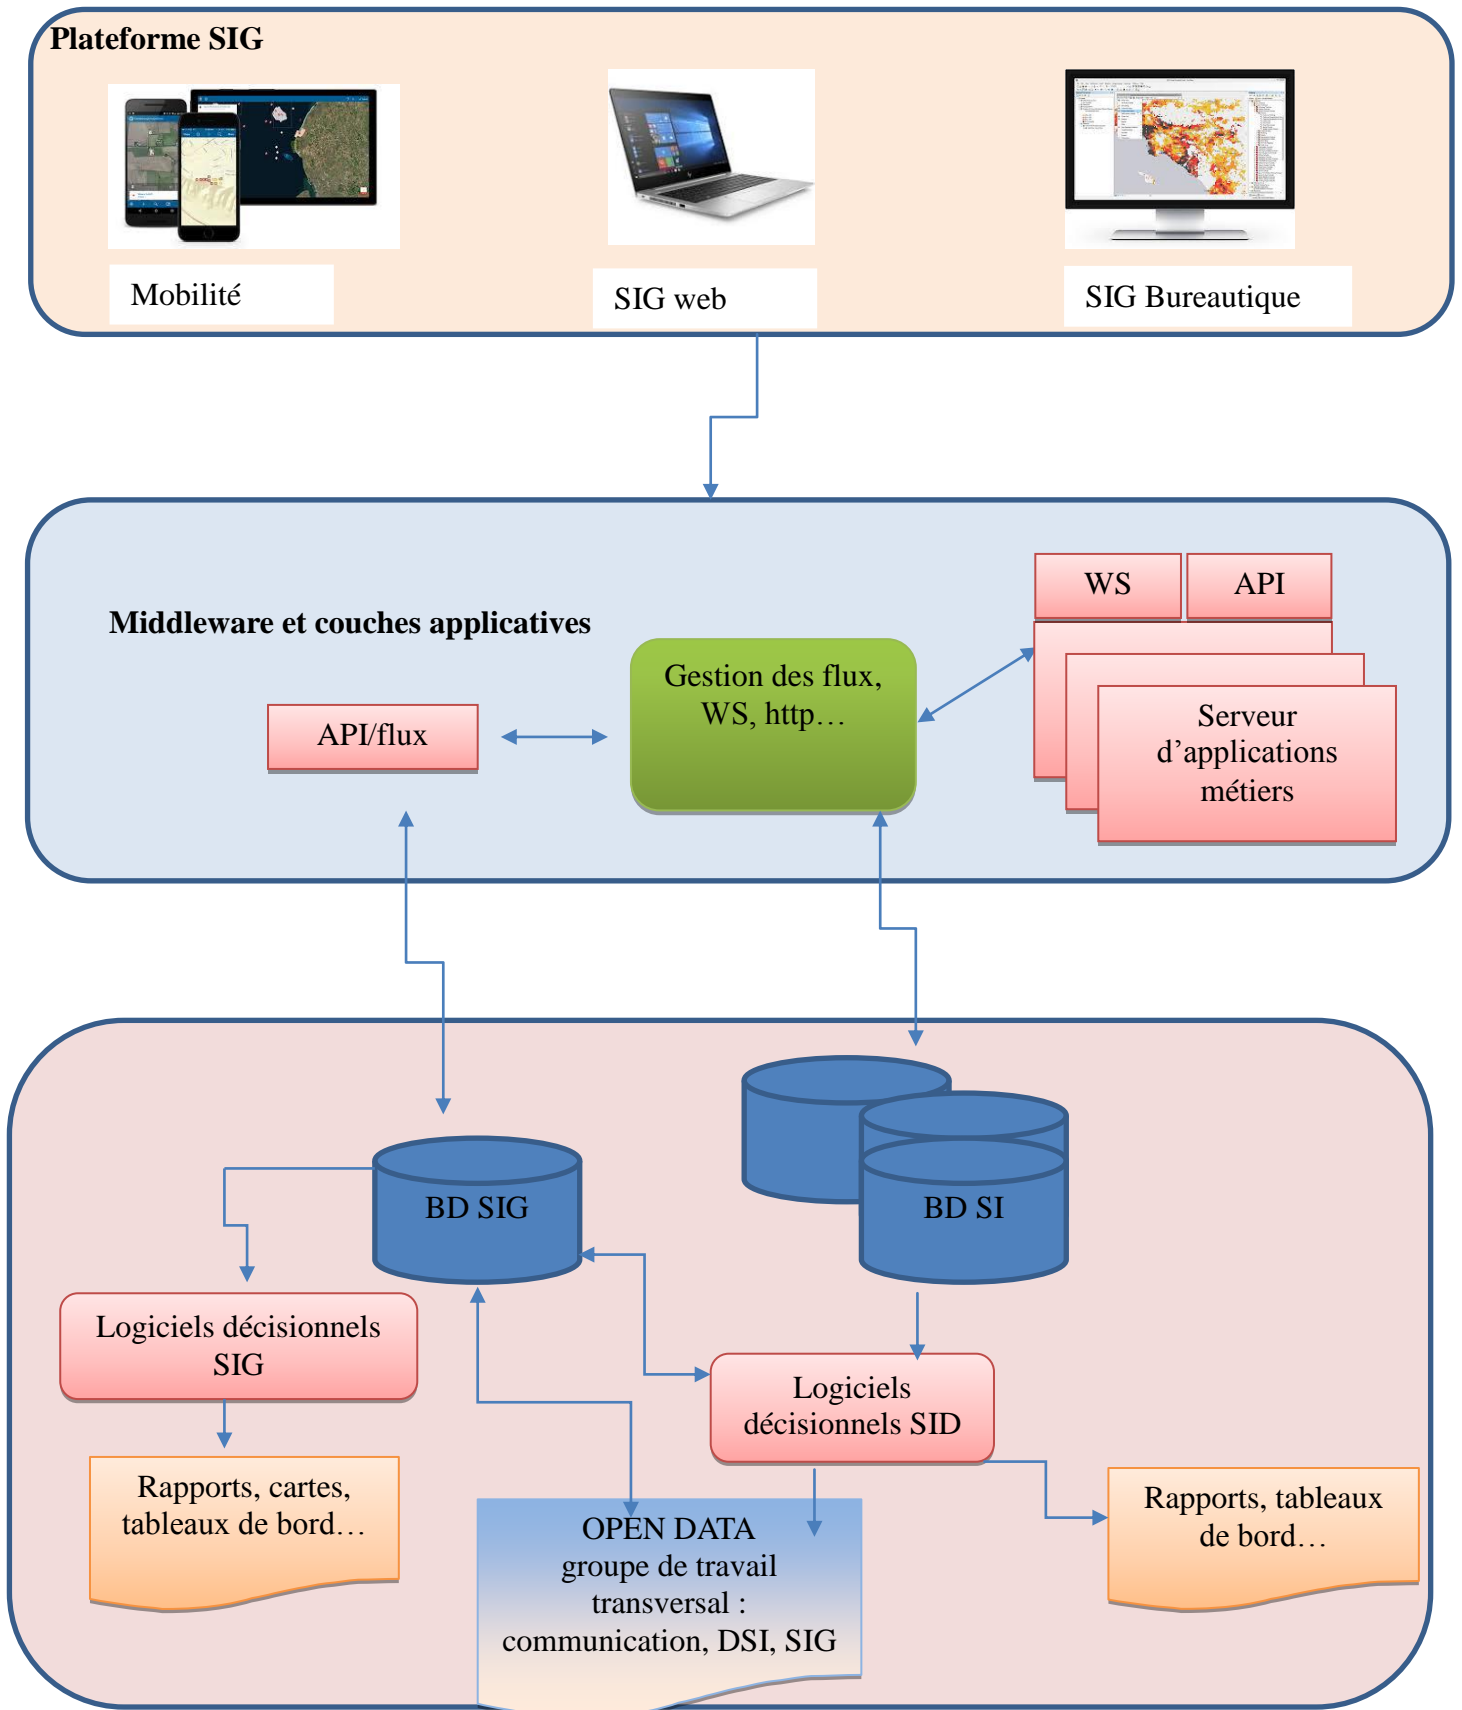 Plateforme SIG
Mobilité
SIG web
SIG Bureautique
WS
API
Middleware et couches applicatives
Gestion des flux,
WS, http…
API/flux
Serveur
d’applications
métiers
BD SIG
BD SI
Logiciels décisionnels
SIG
Logiciels
décisionnels SID
Rapports, cartes,
tableaux de bord…
OPEN DATA
groupe de travail
transversal :
communication, DSI, SIG
Rapports, tableaux
de bord…